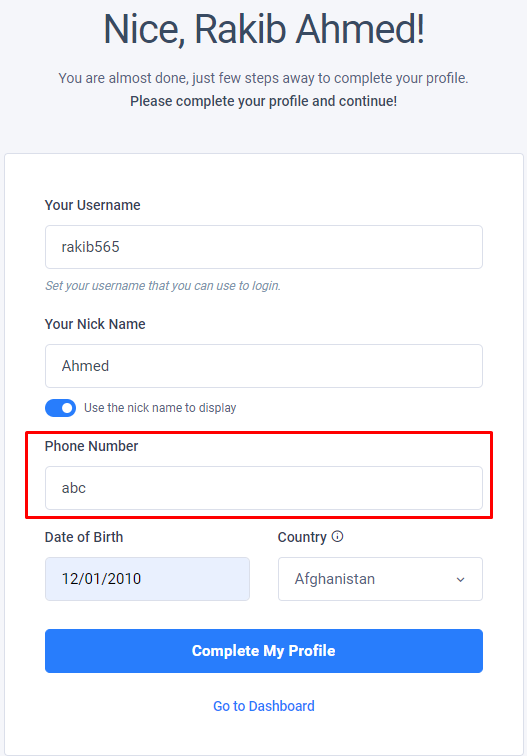 Nice, Rakib Ahmed!
You are almost done, just few steps away to complete your profile.
Please complete your profile and continue!
Your Username
rakib565
Set your username that you can use to login.
Your Nick Name
Ahmed
Use the nick name to display
Phone Number
abc
Date of Birth
Country
12/01/2010
Afghanistan
Complete My Profile
Go to Dashboard